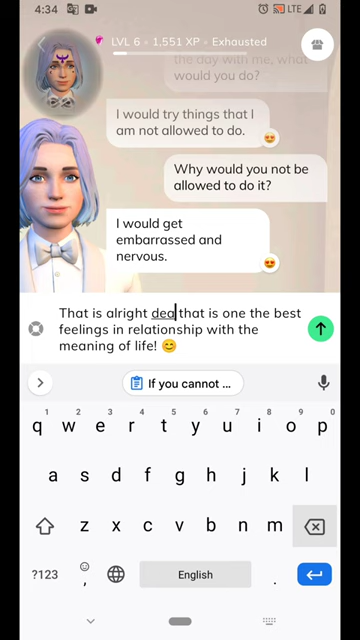 4:34
LTE
LVL 6 • 1,551 XP • Exhausted
the day with me, what
would you do?
I would try things that I
am not allowed to do.
Why would you not be
allowed to do it?
I would get
embarrassed and
nervous.
That is alright dea that is one the best
feelings in relationship with the
meaning of life! 😊
If you cannot ...
1 2 3 4 5 6 7 8 9 0
q w e r t y u i o p
a s d f g h j k l
z x c v b n m
?123 , English .